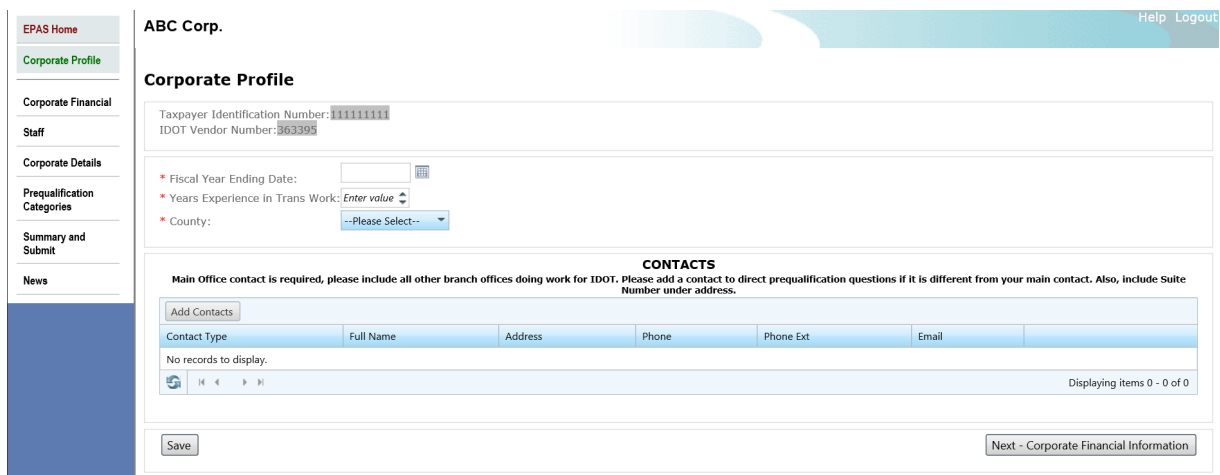 Help Logout
ABC Corp.
EPAS Home
Corporate Profile
Corporate Financial
Staff
Corporate Details
Prequalification
Categories
Summary and
Submit
News
Corporate Profile
Taxpayer Identification Number:111111111
IDOT Vendor Number:363395
* Fiscal Year Ending Date:
* Years Experience in Trans Work: Enter value
* County: --Please Select--
CONTACTS
Main Office contact is required, please include all other branch offices doing work for IDOT. Please add a contact to direct prequalification questions if it is different from your main contact. Also, include Suite
Number under address.
Add Contacts
Contact Type Full Name Address Phone Phone Ext Email
No records to display.
Displaying items 0 - 0 of 0
Save Next - Corporate Financial Information